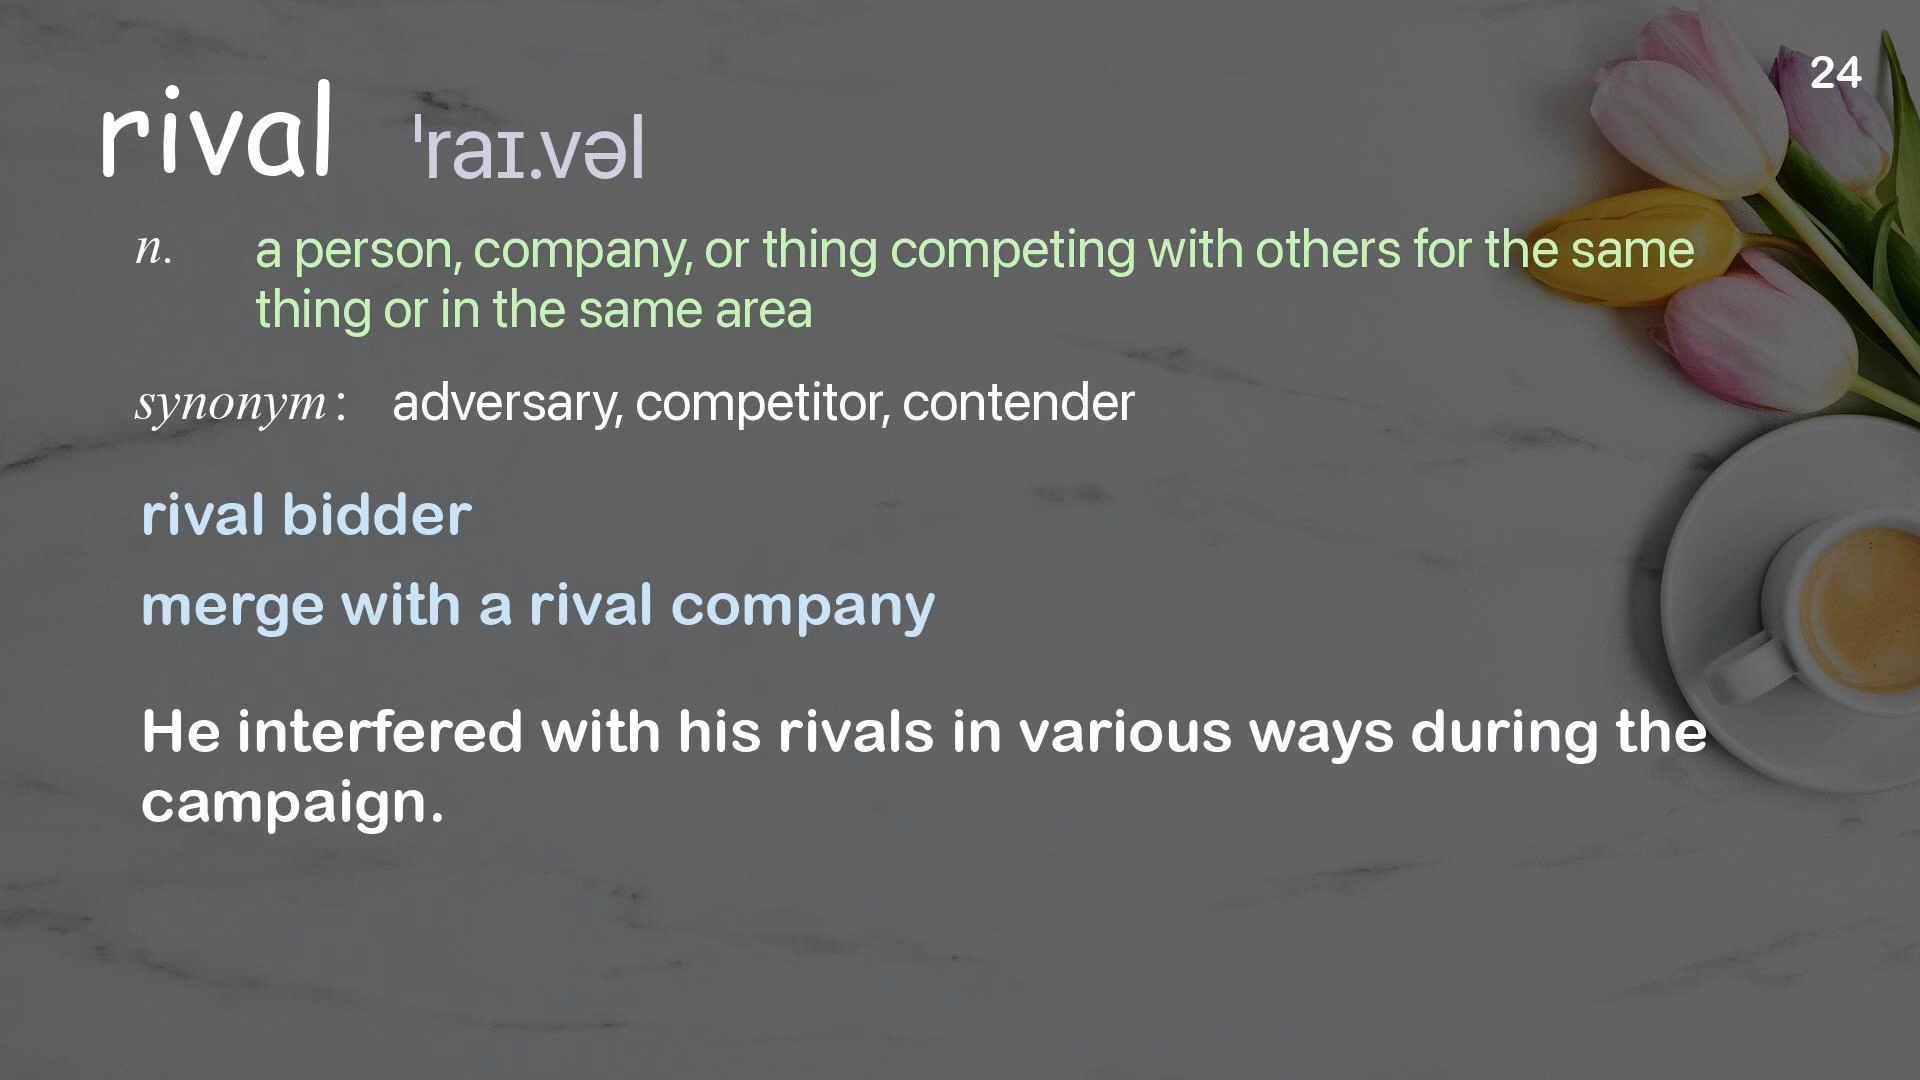 24
rival ˈraɪ.vəl
n. a person, company, or thing competing with others for the same
thing or in the same area
synonym : adversary, competitor, contender
rival bidder
merge with a rival company
He interfered with his rivals in various ways during the
campaign.